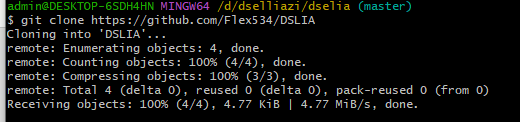 admin@DESKTOP-6SDH4HN MINGW64 /d/dselliazi/dselia (master)
$ git clone https://github.com/Flex534/DSLIA
Cloning into 'DSLIA'...
remote: Enumerating objects: 4, done.
remote: Counting objects: 100% (4/4), done.
remote: Compressing objects: 100% (3/3), done.
remote: Total 4 (delta 0), reused 0 (delta 0), pack-reused 0 (from 0)
Receiving objects: 100% (4/4), 4.77 KiB | 4.77 MiB/s, done.